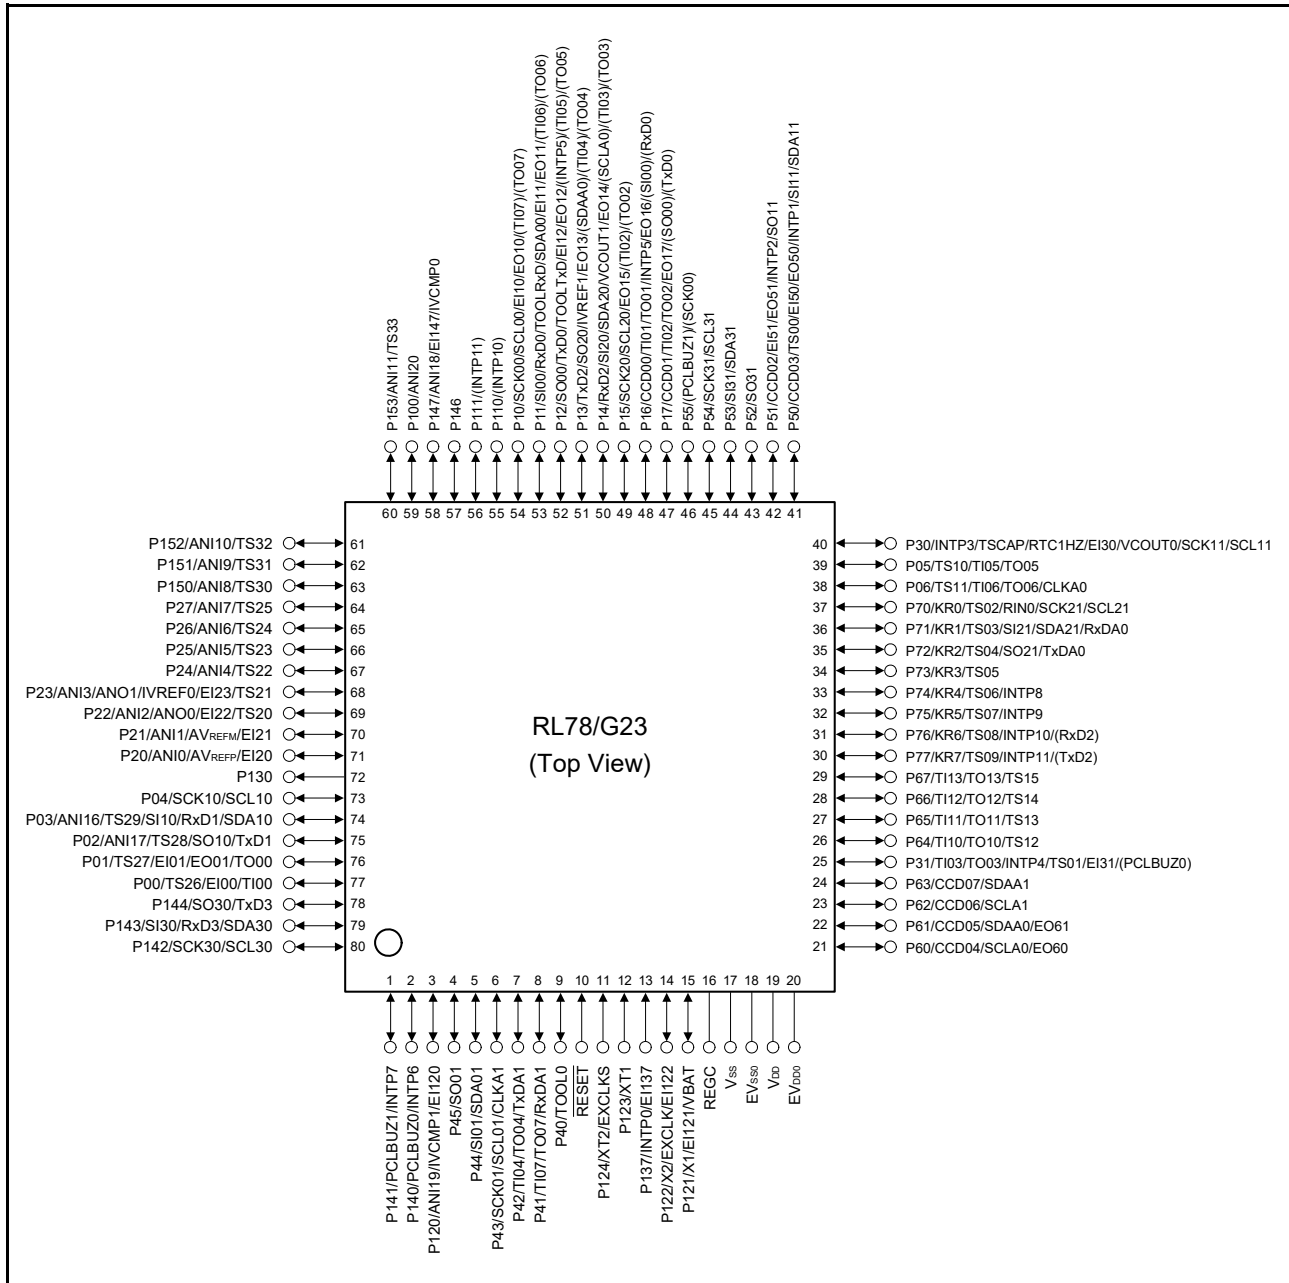 P153/ANI11/TS33
P100/ANI20
P147/ANI18/EI147/IVCMP0
P146
P111/(INTP11)
P110/(INTP10)
P10/SCK00/SCL00/EI10/EO10/(TI07)/(TO07)
P11/SI00/RxD0/TOOLRxD/SDA00/EI11/EO11/(TI06)/(TO06)
P12/SO00/TxD0/TOOLTxD/EI12/EO12/(INTP5)/(TI05)/(TO05)
P13/TxD2/SO20/IVREF1/EO13/(SDAA0)/(TI04)/(TO04)
P14/RxD2/SI20/SDA20/VCOUT1/EO14/(SCLA0)/(TI03)/(TO03)
P15/SCK20/SCL20/EO15/(TI02)/(TO02)
P16/CCD00/TI01/TO01/INTP5/EO16/(SI00)/(RxD0)
P17/CCD01/TI02/TO02/EO17/(SO00)/(TxD0)
P55/(PCLBUZ1)/(SCK00)
P54/SCK31/SCL31
P53/SI31/SDA31
P52/SO31
P51/CCD02/EI51/EO51/INTP2/SO11
P50/CCD03/TS00/EI50/EO50/INTP1/SI11/SDA11
60 59 58 57 56 55 54 53 52 51 50 49 48 47 46 45 44 43 42 41
P152/ANI10/TS32 61
P151/ANI9/TS31 62
P150/ANI8/TS30 63
P27/ANI7/TS25 64
P26/ANI6/TS24 65
P25/ANI5/TS23 66
P24/ANI4/TS22 67
P23/ANI3/ANO1/IVREF0/EI23/TS21 68
P22/ANI2/ANO0/EI22/TS20 69
P21/ANI1/AVREFM/EI21 70
P20/ANI0/AVREFP/EI20 71
P130 72
P04/SCK10/SCL10 73
P03/ANI16/TS29/SI10/RxD1/SDA10 74
P02/ANI17/TS28/SO10/TxD1 75
P01/TS27/EI01/EO01/TO00 76
P00/TS26/EI00/TI00 77
P144/SO30/TxD3 78
P143/SI30/RxD3/SDA30 79
P142/SCK30/SCL30 80
RL78/G23
(Top View)
40 P30/INTP3/TSCAP/RTC1HZ/EI30/VCOUT0/SCK11/SCL11
39 P05/TS10/TI05/TO05
38 P06/TS11/TI06/TO06/CLKA0
37 P70/KR0/TS02/RIN0/SCK21/SCL21
36 P71/KR1/TS03/SI21/SDA21/RxDA0
35 P72/KR2/TS04/SO21/TxDA0
34 P73/KR3/TS05
33 P74/KR4/TS06/INTP8
32 P75/KR5/TS07/INTP9
31 P76/KR6/TS08/INTP10/(RxD2)
30 P77/KR7/TS09/INTP11/(TxD2)
29 P67/TI13/TO13/TS15
28 P66/TI12/TO12/TS14
27 P65/TI11/TO11/TS13
26 P64/TI10/TO10/TS12
25 P31/TI03/TO03/INTP4/TS01/EI31/(PCLBUZ0)
24 P63/CCD07/SDAA1
23 P62/CCD06/SCLA1
22 P61/CCD05/SDAA0/EO61
21 P60/CCD04/SCLA0/EO60
1 2 3 4 5 6 7 8 9 10 11 12 13 14 15 16 17 18 19 20
P141/PCLBUZ1/INTP7
P140/PCLBUZ0/INTP6
P120/ANI19/IVCMP1/EI120
P45/SO01
P44/SI01/SDA01
P43/SCK01/SCL01/CLKA1
P42/TI04/TO04/TxDA1
P41/TI07/TO07/RxDA1
P40/TOOL0
RESET
P124/XT2/EXCLKS
P123/XT1
P137/INTP0/EI137
P122/X2/EXCLK/EI122
P121/X1/EI121/VBAT
REGC
VSS
EVSS0
VDD
EVDD0